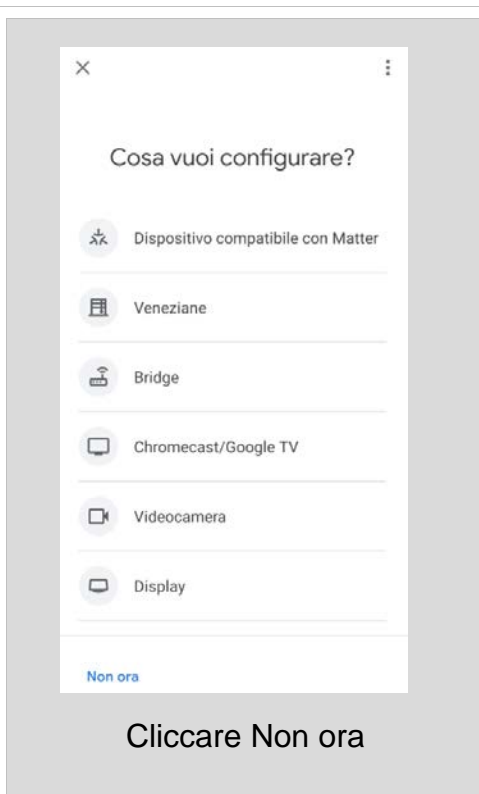 Cosa vuoi configurare?
Dispositivo compatibile con Matter
Veneziane
Bridge
Chromecast/Google TV
Videocamera
Display
Non ora
Cliccare Non ora